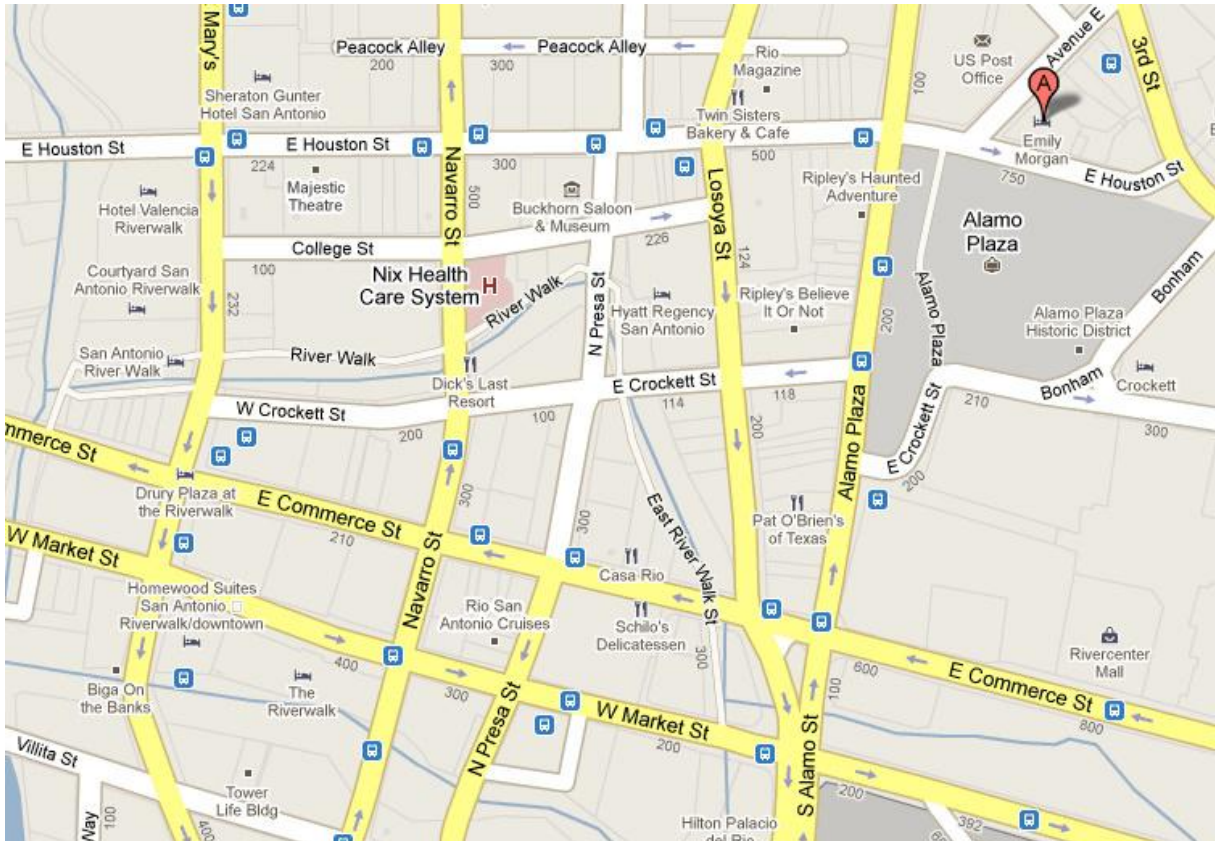 Mary's
Peacock Alley
Peacock Alley
200
300
Rio
Magazine
US Post
Office
Avenue E
3rd St
A
100
Sheraton Gunter
Hotel San Antonio
Twin Sisters
Bakery & Cafe
Emily
Morgan
E Houston St
E Houston St
224
300
500
750
E Houston St
Majestic
Theatre
Navarro St
500
Buckhorn Saloon
& Museum
Losoya St
Ripley's Haunted
Adventure
Alamo
Plaza
Hotel Valencia
Riverwalk
College St
100
226
124
Nix Health
Care System
H
River Walk
N Presa St
Courtyard San
Antonio Riverwalk
232
Hyatt Regency
San Antonio
Ripley's Believe
It Or Not
200
Alamo Plaza
Alamo Plaza
Historic District
Bonham
San Antonio
River Walk
River Walk
Dick's Last
Resort
E Crockett St
114
118
Bonham
Crockett
210
300
W Crockett St
200
100
200
Alamo Plaza
E Crockett St
200
mmerce St
Drury Plaza at
the Riverwalk
E Commerce St
210
300
300
East River Walk St
300
Pat O'Brien's
of Texas
W Market St
Casa Rio
Homewood Suites
San Antonio
Riverwalk/downtown
Navarro St
Rio San
Antonio Cruises
Schilo's
Delicatessen
Rivercenter
Mall
600
E Commerce St
800
400
300
Biga On
the Banks
The
Riverwalk
N Presa St
W Market St
200
100
S Alamo St
200
Villita St
Tower
Life Bldg
Way
100
400
Hilton Palacio
del Rio
392